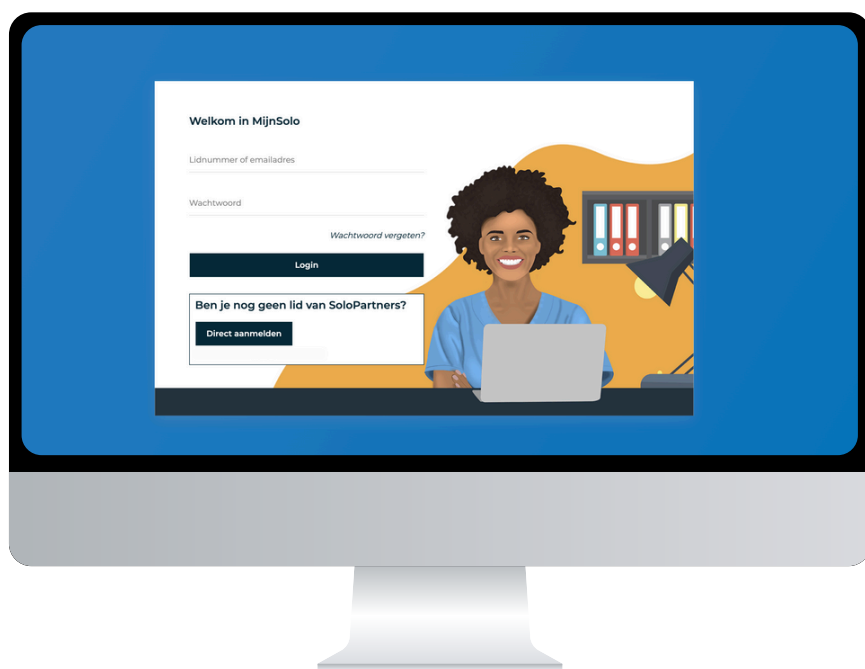 Welkom in MijnSolo
Lidnummer of emailadres
Wachtwoord
Wachtwoord vergeten?
Login
Ben je nog geen lid van SoloPartners?
Direct aanmelden